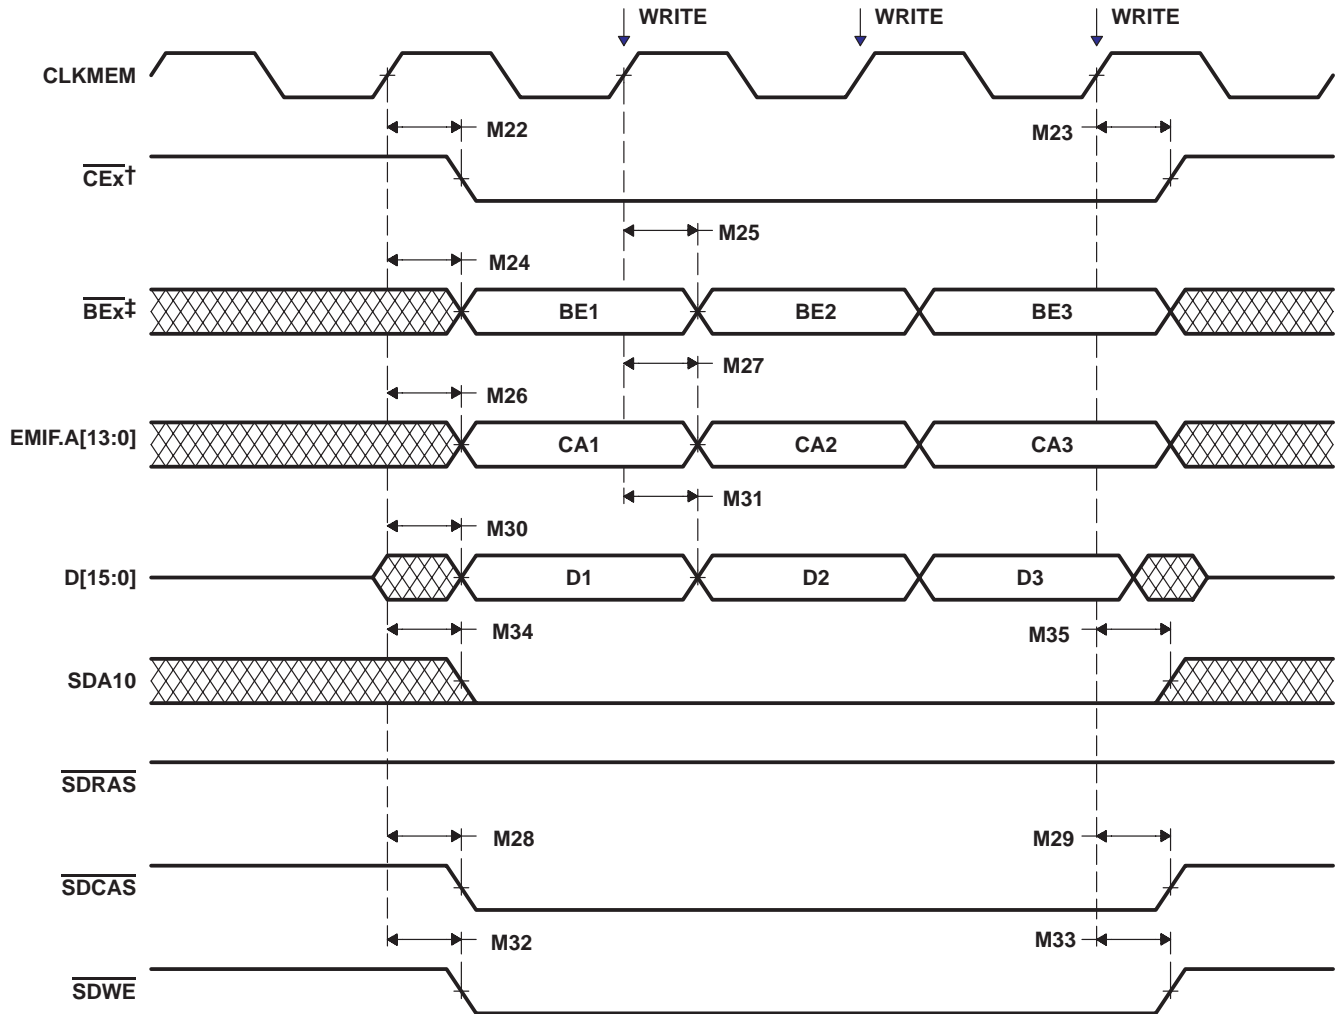 WRITE WRITE WRITE
CLKMEM
M22 M23
CEx†
M25
M24
BEx‡ BE1 BE2 BE3
M27
M26
EMIF.A[13:0] CA1 CA2 CA3
M31
M30
D[15:0] D1 D2 D3
M34 M35
SDA10
SDRAS
M28 M29
SDCAS
M32 M33
SDWE